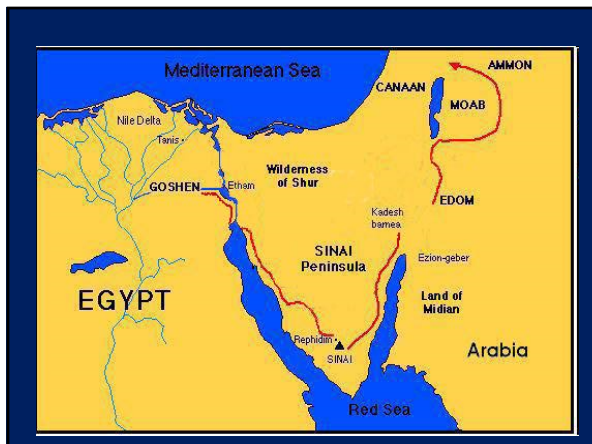 Mediterranean Sea
AMMON
CANAAN
MOAB
Nile Delta
Tanis
Wilderness
of Shur
GOSHEN
Etham
EDOM
Kadesh
barnea
SINAI
Peninsula
Ezion-geber
EGYPT
Land of
Midian
Rephidim
SINAI
Arabia
Red Sea